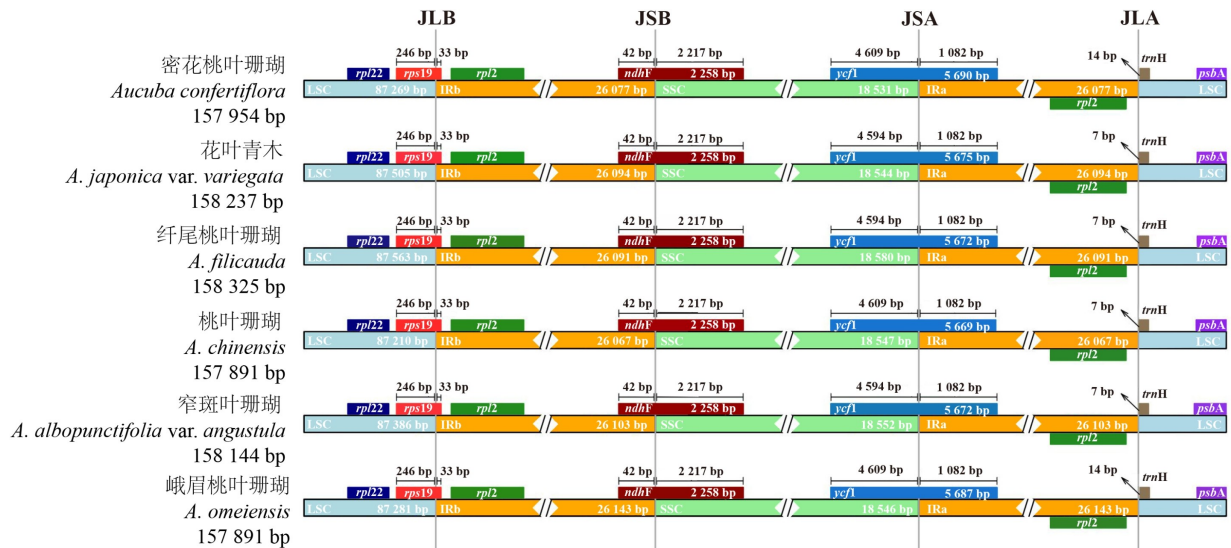 JLB JSB JSA JLA
246 bp 33 bp 42 bp 2 217 bp 4 609 bp 1 082 bp 14 bp trnH
密花桃叶珊瑚 rpl22 rps19 rpl2 ndhF 2 258 bp ycf1 5 690 bp psbA
Aucuba confertiflora LSC 87 269 bp IRb 26 077 bp SSC 18 531 bp IRa 26 077 bp LSC
157 954 bp rpl2
246 bp 33 bp 42 bp 2 217 bp 4 594 bp 1 082 bp 7 bp trnH
花叶青木 rpl22 rps19 rpl2 ndhF 2 258 bp ycf1 5 675 bp psbA
A. japonica var. variegata LSC 87 505 bp IRb 26 094 bp SSC 18 544 bp IRa 26 094 bp LSC
158 237 bp rpl2
246 bp 33 bp 42 bp 2 217 bp 4 594 bp 1 082 bp 7 bp trnH
纤尾桃叶珊瑚 rpl22 rps19 rpl2 ndhF 2 258 bp ycf1 5 672 bp psbA
A. filicauda LSC 87 563 bp IRb 26 091 bp SSC 18 580 bp IRa 26 091 bp LSC
158 325 bp rpl2
246 bp 33 bp 42 bp 2 217 bp 4 609 bp 1 082 bp 7 bp trnH
桃叶珊瑚 rpl22 rps19 rpl2 ndhF 2 258 bp ycf1 5 669 bp psbA
A. chinensis LSC 87 210 bp IRb 26 067 bp SSC 18 547 bp IRa 26 067 bp LSC
157 891 bp rpl2
246 bp 33 bp 42 bp 2 217 bp 4 594 bp 1 082 bp 7 bp trnH
窄斑叶珊瑚 rpl22 rps19 rpl2 ndhF 2 258 bp ycf1 5 672 bp psbA
A. albopunctifolia var. angustula LSC 87 386 bp IRb 26 103 bp SSC 18 552 bp IRa 26 103 bp LSC
158 144 bp rpl2
246 bp 33 bp 42 bp 2 217 bp 4 609 bp 1 082 bp 14 bp trnH
峨眉桃叶珊瑚 rpl22 rps19 rpl2 ndhF 2 258 bp ycf1 5 687 bp psbA
A. omeiensis LSC 87 281 bp IRb 26 143 bp SSC 18 546 bp IRa 26 143 bp LSC
157 891 bp rpl2